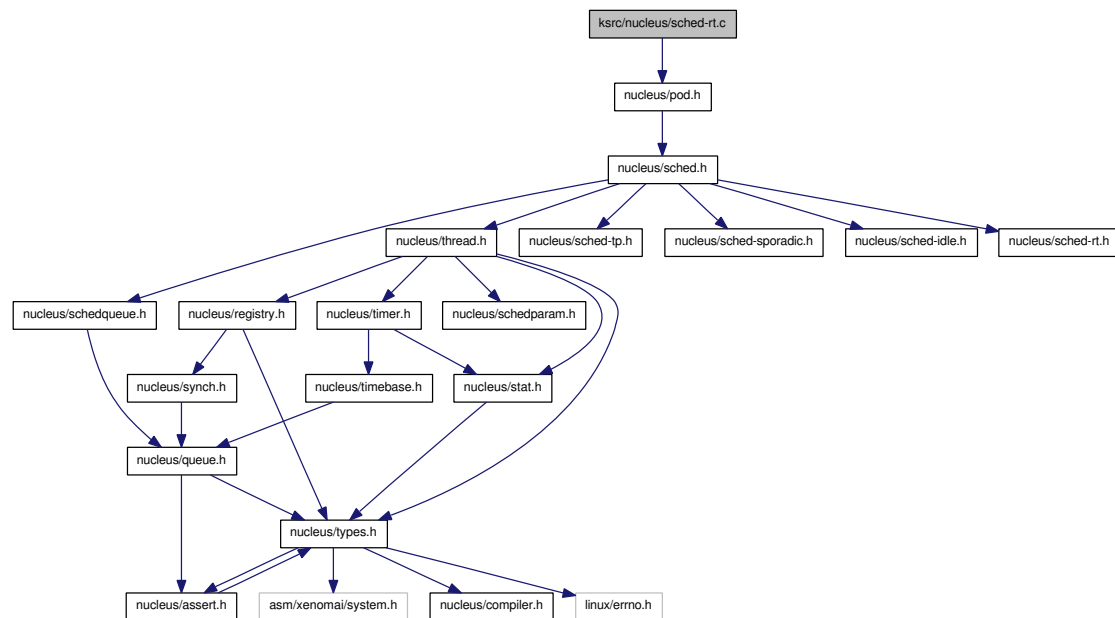 ksrc/nucleus/sched-rt.c
nucleus/pod.h
nucleus/sched.h
nucleus/thread.h
nucleus/sched-tp.h
nucleus/sched-sporadic.h
nucleus/sched-idle.h
nucleus/sched-rt.h
nucleus/schedqueue.h
nucleus/registry.h
nucleus/timer.h
nucleus/schedparam.h
nucleus/synch.h
nucleus/timebase.h
nucleus/stat.h
nucleus/queue.h
nucleus/types.h
nucleus/assert.h
asm/xenomai/system.h
nucleus/compiler.h
linux/errno.h